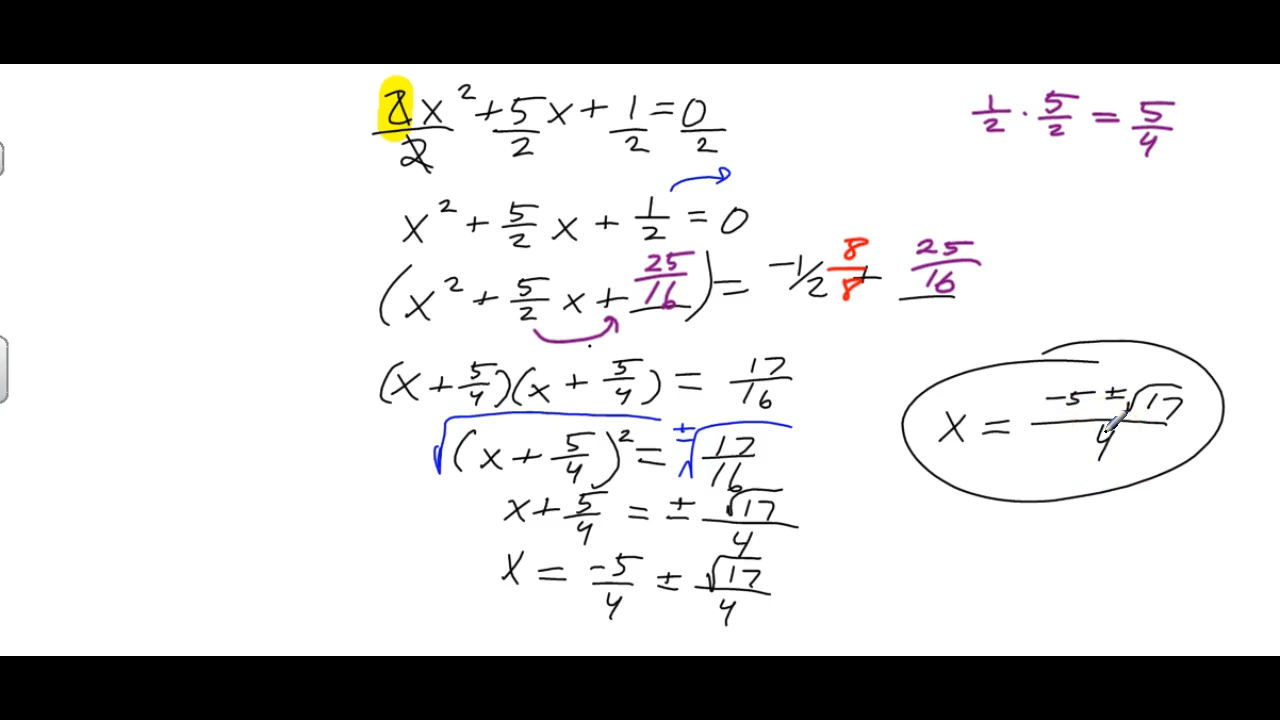 2x²/2 + 5/2 x + 1/2 = 0/2
1/2 · 5/2 = 5/4
x² + 5/2 x + 1/2 = 0
(x² + 5/2 x + 25/16) = -1/2 8/8 + 25/16
(x + 5/4)(x + 5/4) = 17/16
√(x + 5/4)² = ±√17/16
x + 5/4 = ± √17/4
x = -5/4 ± √17/4
x = -5 ± √17/4